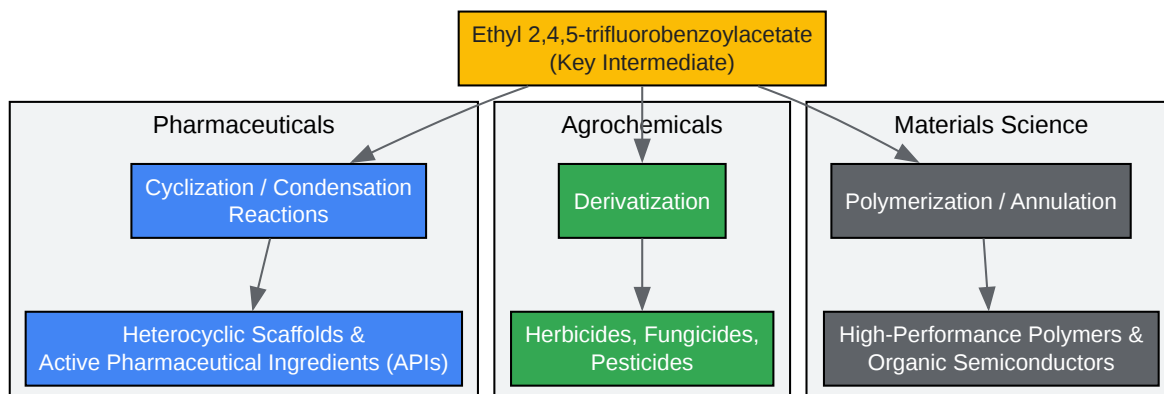 Ethyl 2,4,5-trifluorobenzoylacetate
(Key Intermediate)
Pharmaceuticals
Cyclization / Condensation
Reactions
Heterocyclic Scaffolds &
Active Pharmaceutical Ingredients (APIs)
Agrochemicals
Derivatization
Herbicides, Fungicides,
Pesticides
Materials Science
Polymerization / Annulation
High-Performance Polymers &
Organic Semiconductors